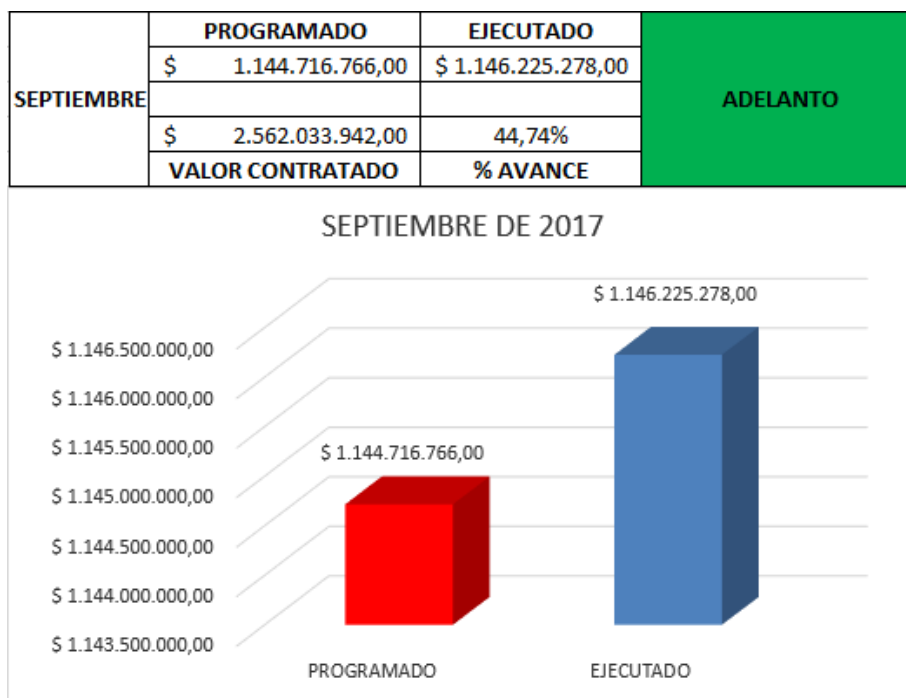 PROGRAMADO EJECUTADO
$ 1.144.716.766,00 $ 1.146.225.278,00
SEPTIEMBRE ADELANTO
$ 2.562.033.942,00 44,74%
VALOR CONTRATADO % AVANCE
SEPTIEMBRE DE 2017
$ 1.146.225.278,00
$ 1.146.500.000,00
$ 1.146.000.000,00
$ 1.145.500.000,00
$ 1.144.716.766,00
$ 1.145.000.000,00
$ 1.144.500.000,00
$ 1.144.000.000,00
$ 1.143.500.000,00
PROGRAMADO EJECUTADO